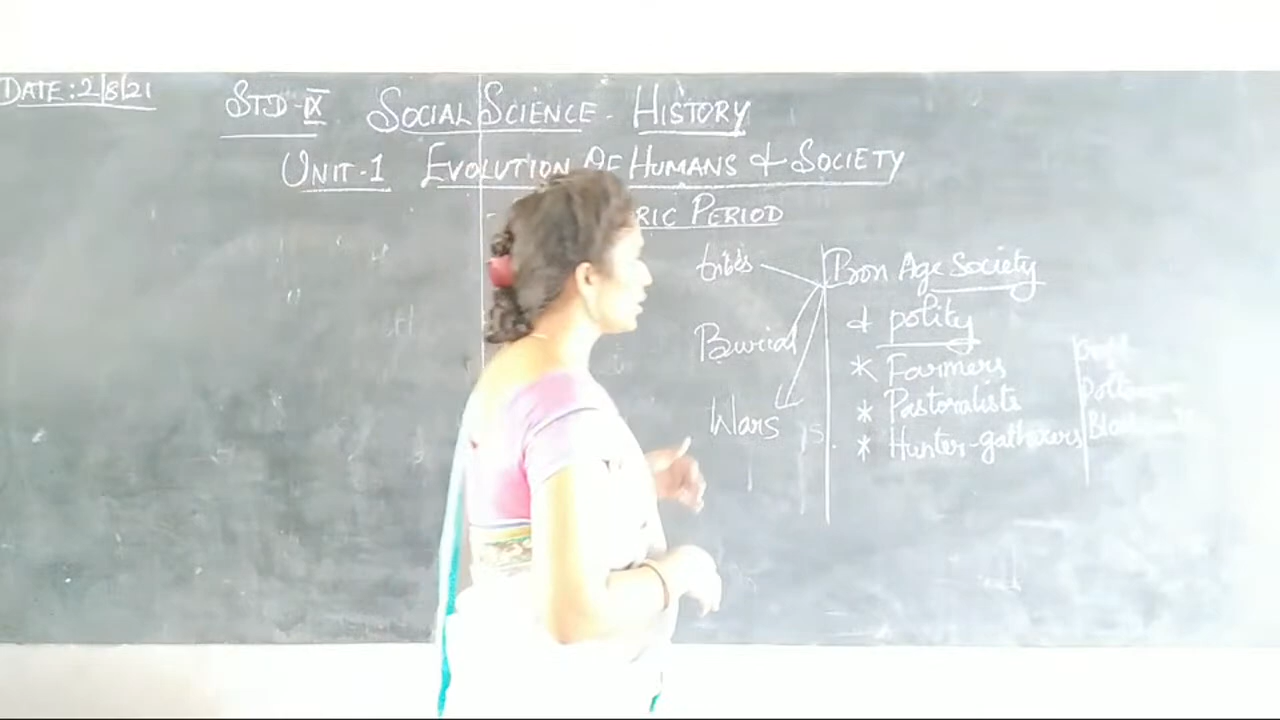 DATE: 2/8/21
STD-IX SOCIAL SCIENCE - HISTORY
UNIT-1 EVOLUTION OF HUMANS & SOCIETY
RIC PERIOD
tribes
Iron Age Society
& polity
Burial
* Farmers
* Pastoralists
Wars
* Hunter-gatherers